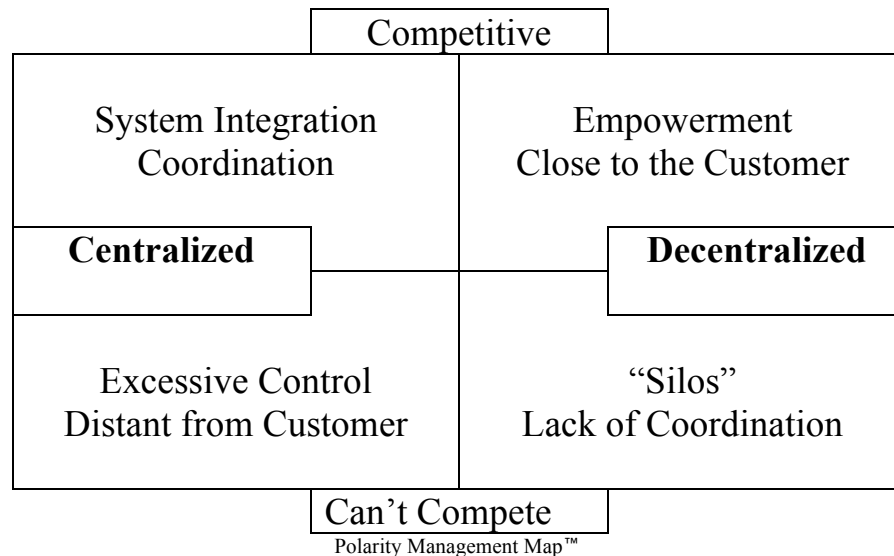 Competitive
System Integration
Coordination
Empowerment
Close to the Customer
Centralized
Decentralized
Excessive Control
Distant from Customer
“Silos”
Lack of Coordination
Can’t Compete
Polarity Management Map™